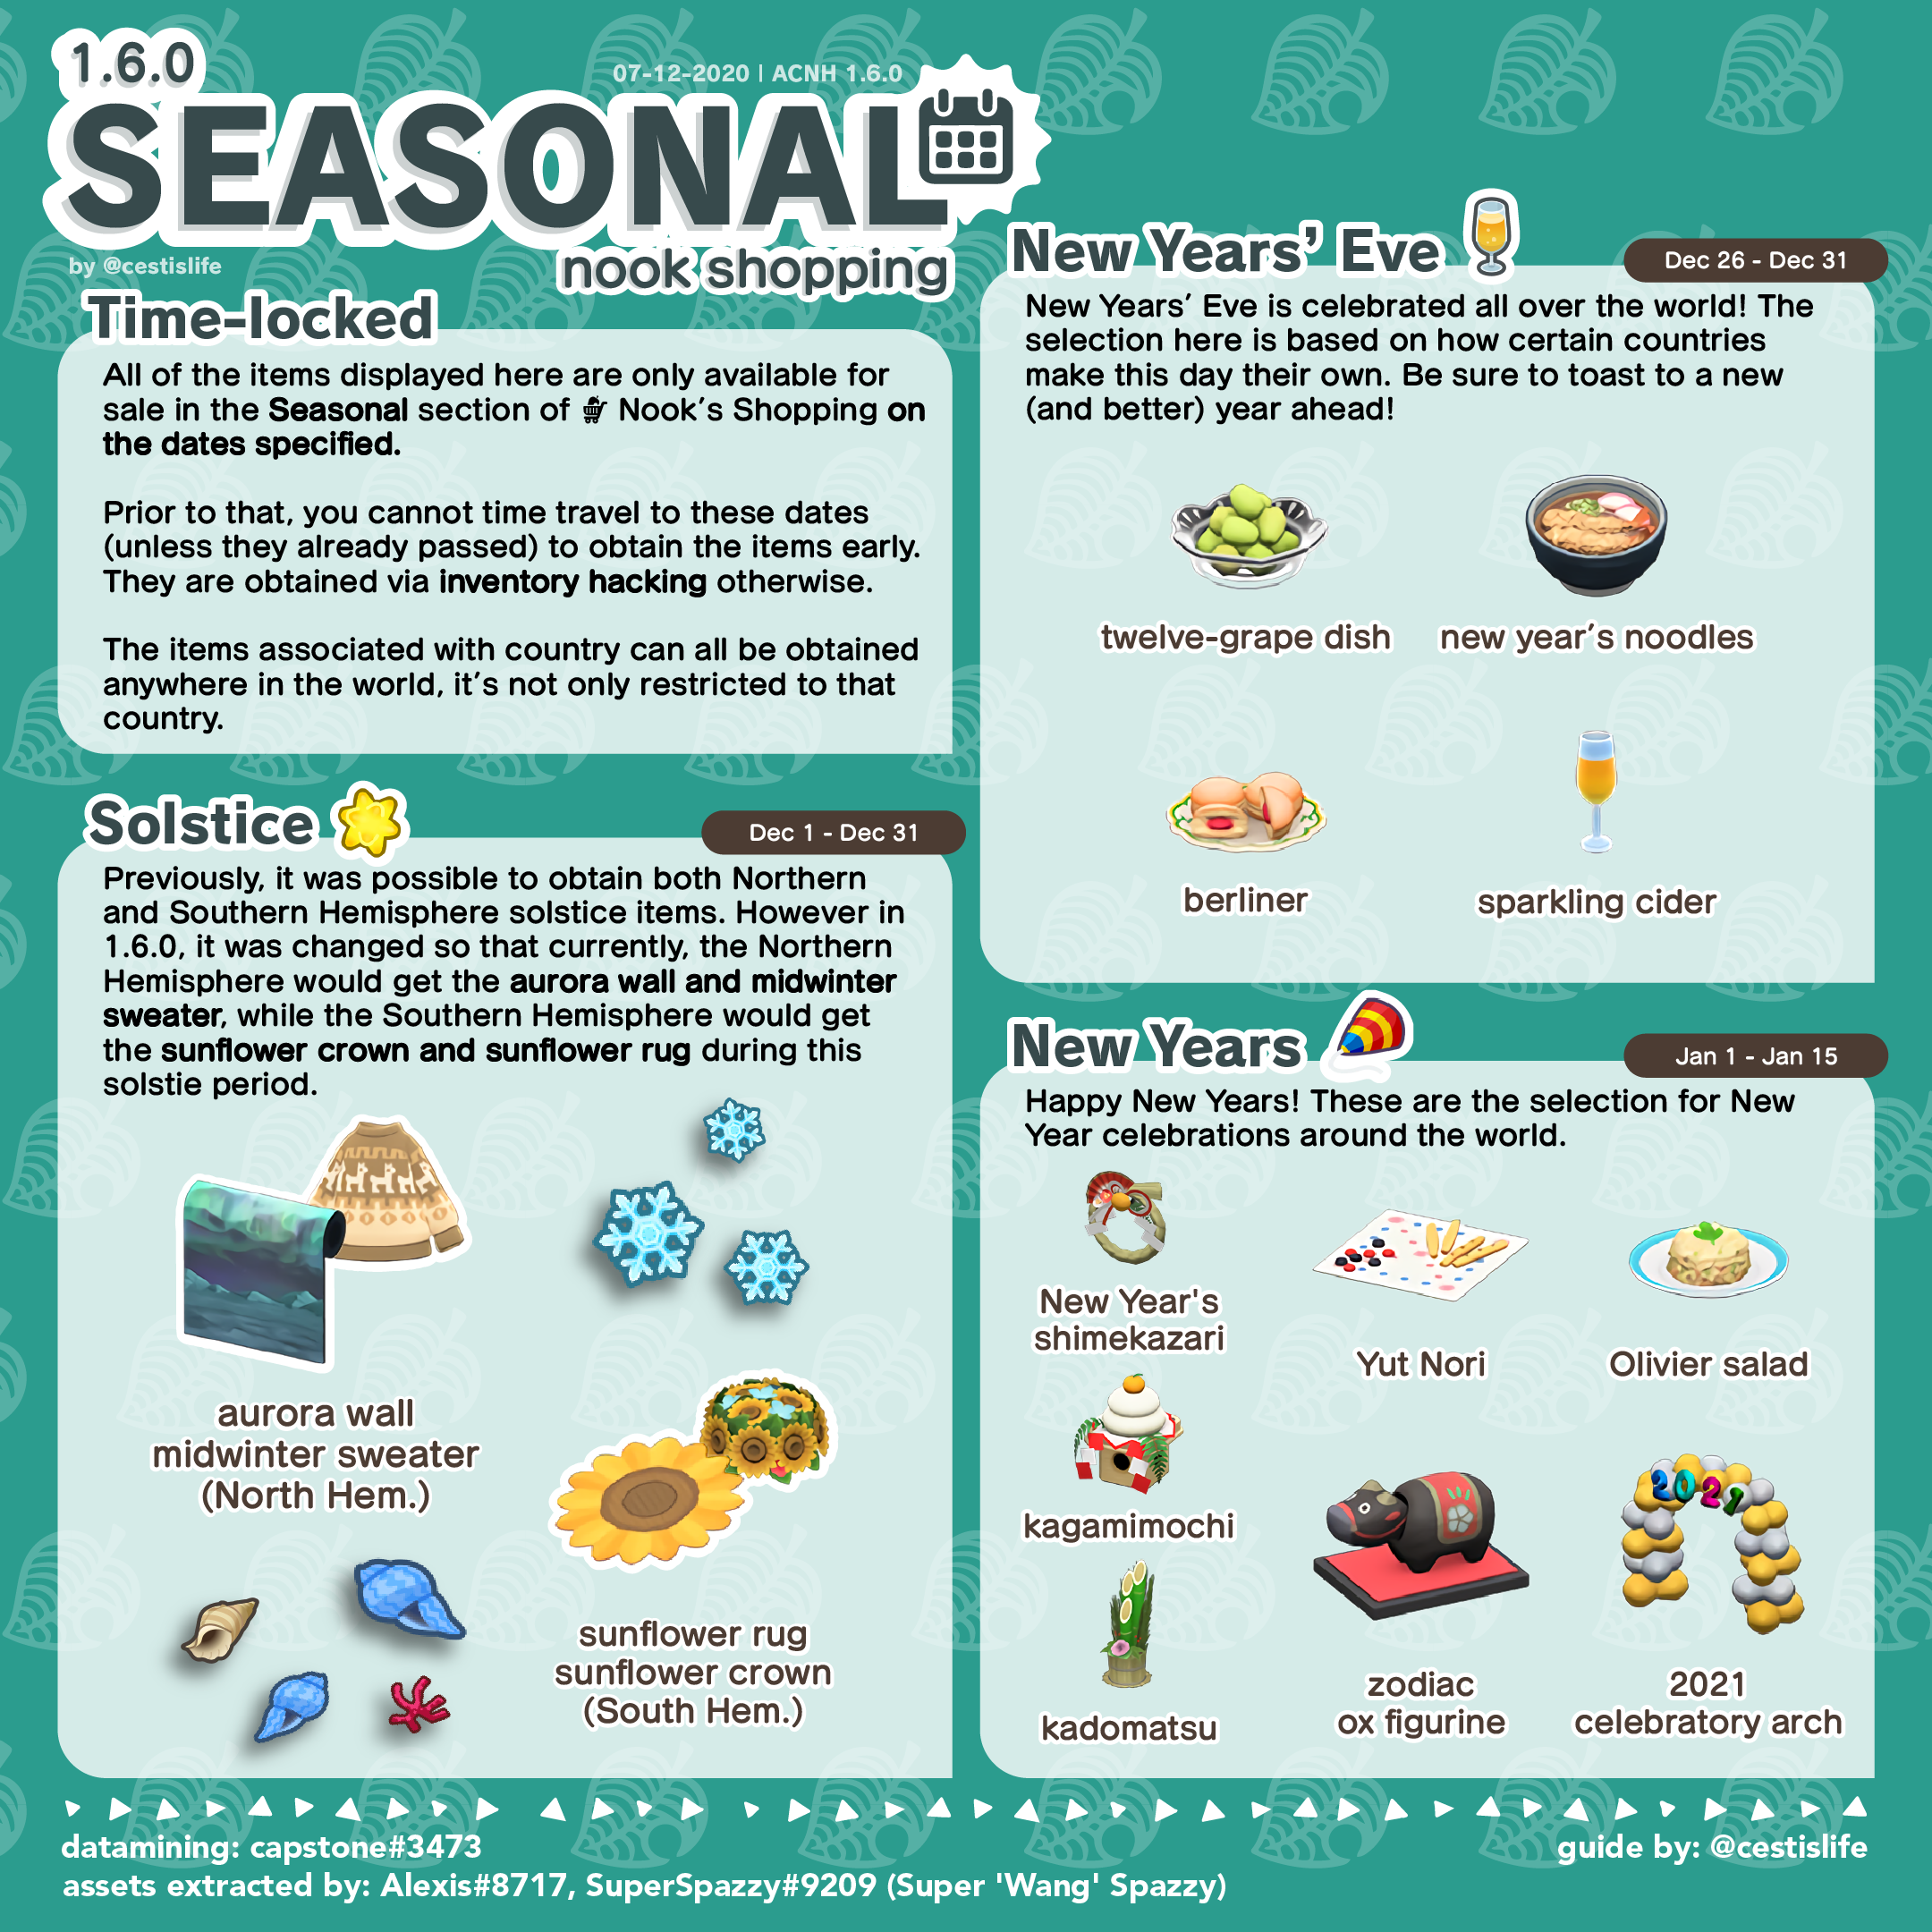 1.6.0
07-12-2020 | ACNH 1.6.0
SEASONAL
by @cestislife
nook shopping
Time-locked
All of the items displayed here are only available for
sale in the Seasonal section of Nook's Shopping on
the dates specified.
Prior to that, you cannot time travel to these dates
(unless they already passed) to obtain the items early.
They are obtained via inventory hacking otherwise.
The items associated with country can all be obtained
anywhere in the world, it's not only restricted to that
country.
Solstice
Dec 1 - Dec 31
Previously, it was possible to obtain both Northern
and Southern Hemisphere solstice items. However in
1.6.0, it was changed so that currently, the Northern
Hemisphere would get the aurora wall and midwinter
sweater, while the Southern Hemisphere would get
the sunflower crown and sunflower rug during this
solstie period.
aurora wall
midwinter sweater
(North Hem.)
sunflower rug
sunflower crown
(South Hem.)
New Years' Eve
Dec 26 - Dec 31
New Years' Eve is celebrated all over the world! The
selection here is based on how certain countries
make this day their own. Be sure to toast to a new
(and better) year ahead!
twelve-grape dish
new year's noodles
berliner
sparkling cider
New Years
Jan 1 - Jan 15
Happy New Years! These are the selection for New
Year celebrations around the world.
New Year's
shimekazari
Yut Nori
Olivier salad
kagamimochi
2021
kadomatsu
zodiac
ox figurine
2021
celebratory arch
datamining: capstone#3473
guide by: @cestislife
assets extracted by: Alexis#8717, SuperSpazzy#9209 (Super 'Wang' Spazzy)